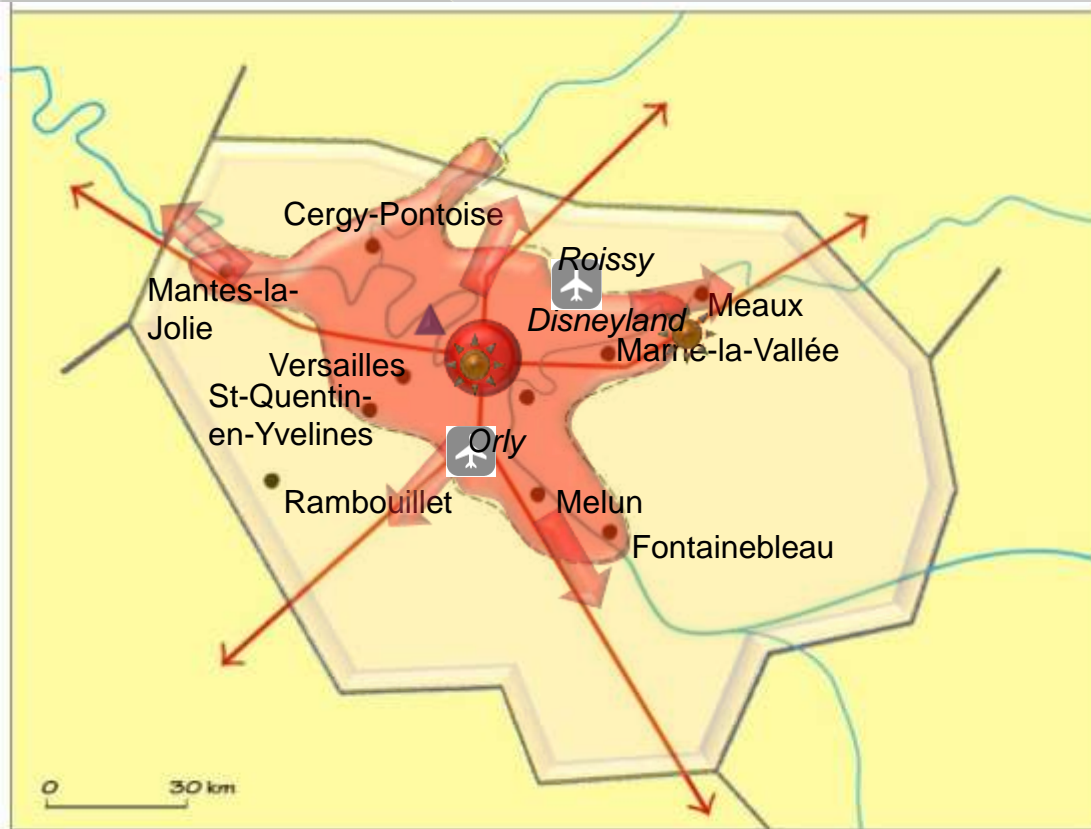 Cergy-Pontoise
Roissy
Mantes-la-
Jolie
Meaux
Disneyland
Marne-la-Vallée
Versailles
St-Quentin-
en-Yvelines
Orly
Rambouillet
Melun
Fontainebleau
0 30 km